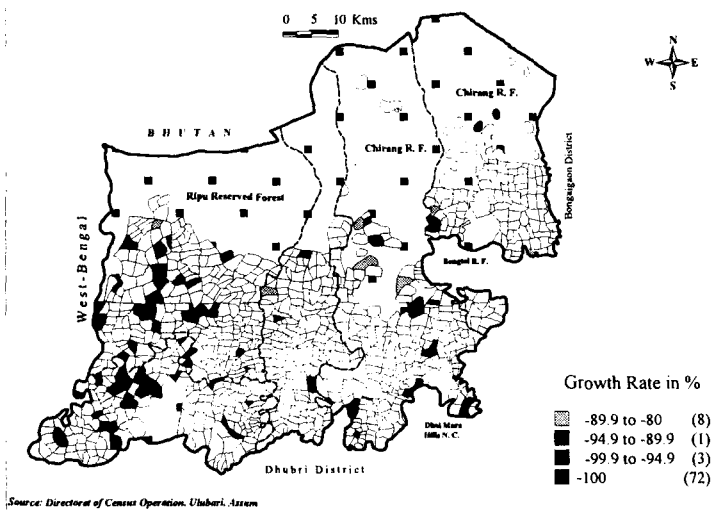 0 5 10 Kms
N
W E
S
Chirang R. F.
BHUTAN
Chirang R. F.
Ripu Reserved Forest
Bongaigaon District
West-Bengal
Bengtol R. F.
Growth Rate in %
-89.9 to -80 (8)
-94.9 to -89.9 (1)
-99.9 to -94.9 (3)
-100 (72)
Hills N. C.
Dhubri District
Source: Directorat of Census Operation, Ulubari, Assam